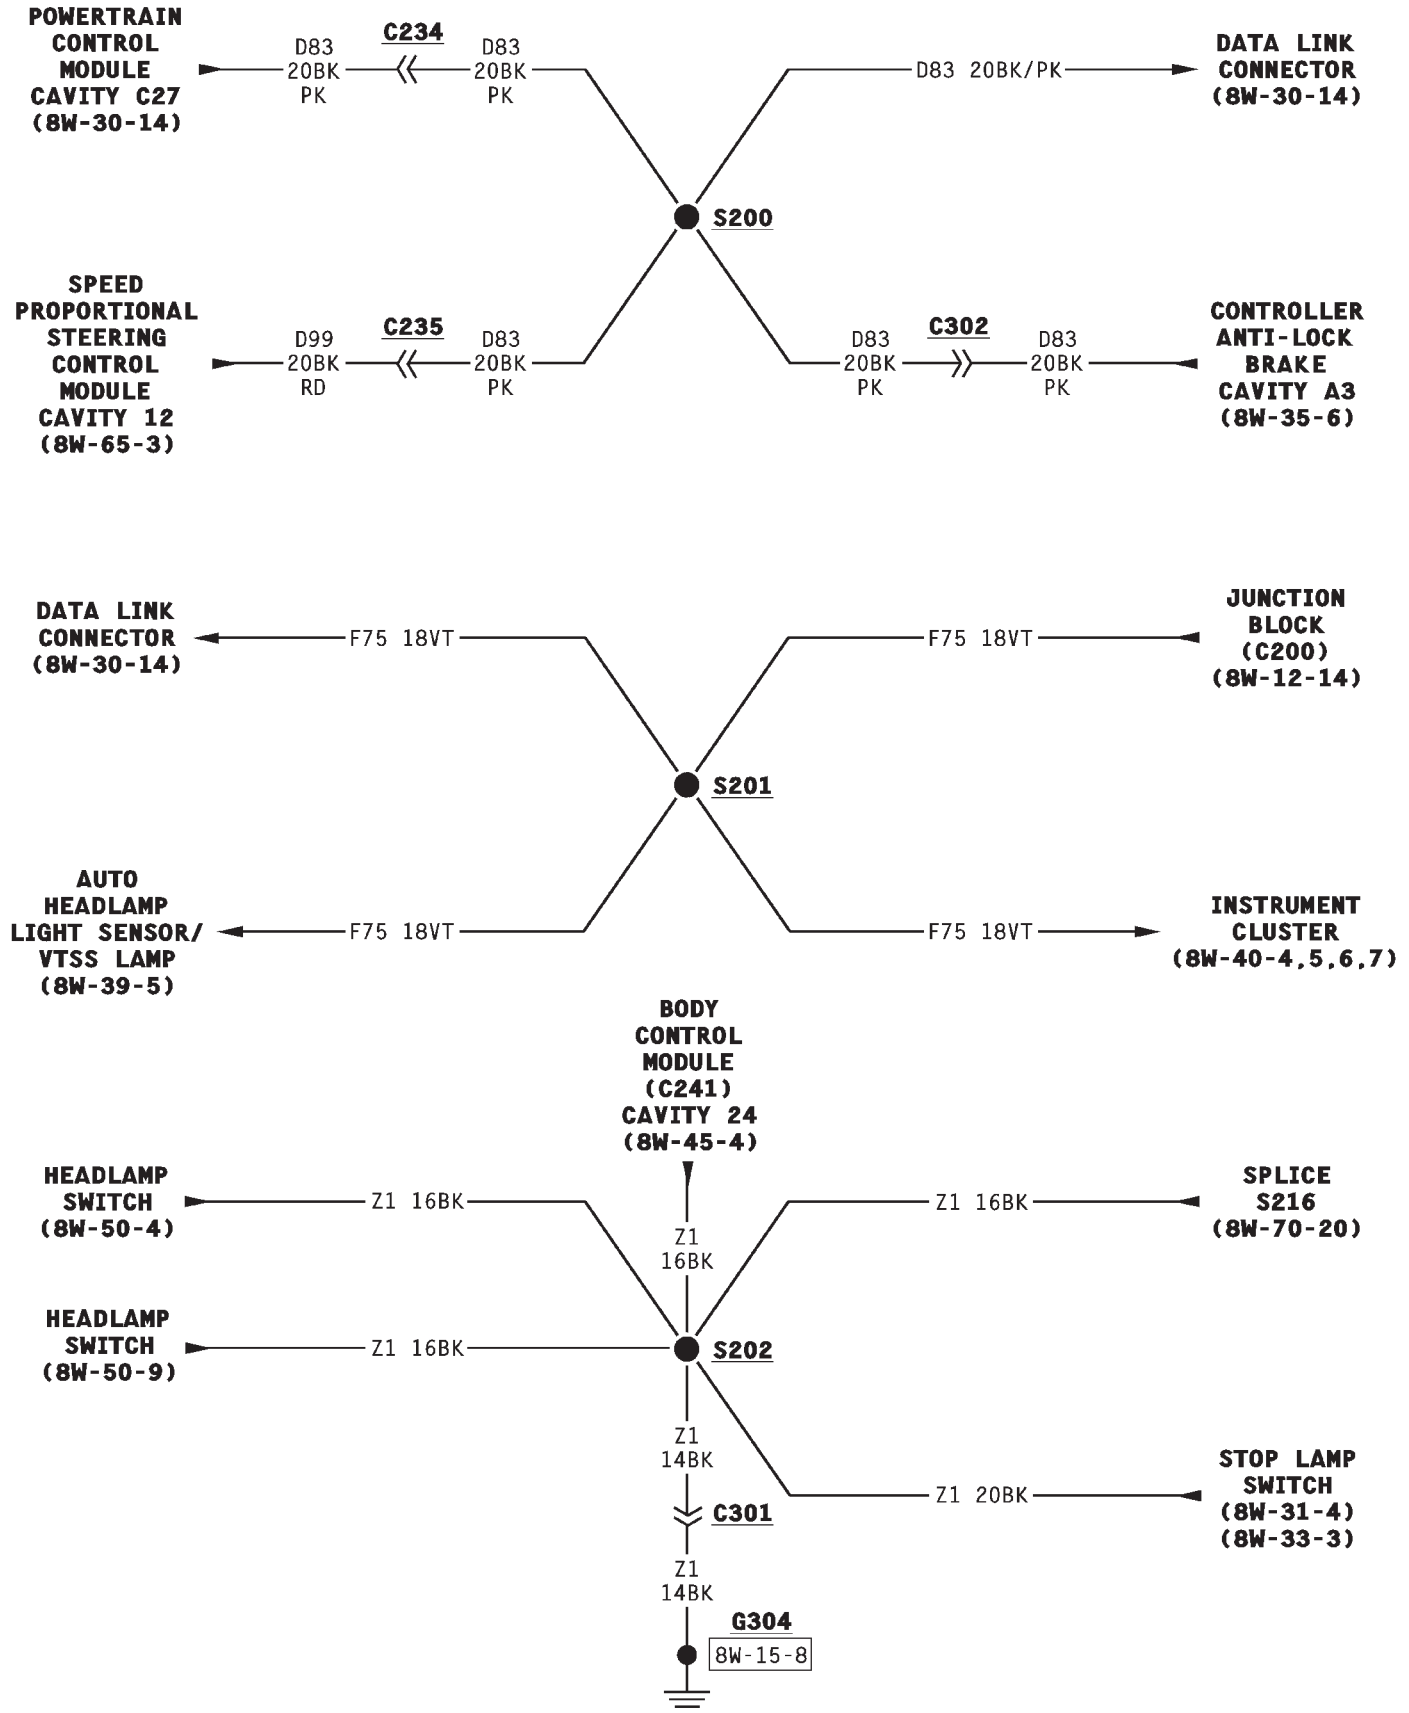 POWERTRAIN
CONTROL
MODULE
CAVITY C27
(8W-30-14)
D83
20BK
PK
C234
D83
20BK
PK
D83 20BK/PK
DATA LINK
CONNECTOR
(8W-30-14)
S200
SPEED
PROPORTIONAL
STEERING
CONTROL
MODULE
CAVITY 12
(8W-65-3)
D99
20BK
RD
C235
D83
20BK
PK
D83
20BK
PK
C302
D83
20BK
PK
CONTROLLER
ANTI-LOCK
BRAKE
CAVITY A3
(8W-35-6)
DATA LINK
CONNECTOR
(8W-30-14)
F75 18VT
F75 18VT
JUNCTION
BLOCK
(C200)
(8W-12-14)
S201
AUTO
HEADLAMP
LIGHT SENSOR/
VTSS LAMP
(8W-39-5)
F75 18VT
F75 18VT
INSTRUMENT
CLUSTER
(8W-40-4,5,6,7)
BODY
CONTROL
MODULE
(C241)
CAVITY 24
(8W-45-4)
HEADLAMP
SWITCH
(8W-50-4)
Z1 16BK
Z1
16BK
Z1 16BK
SPLICE
S216
(8W-70-20)
HEADLAMP
SWITCH
(8W-50-9)
Z1 16BK
S202
Z1
14BK
Z1 20BK
STOP LAMP
SWITCH
(8W-31-4)
(8W-33-3)
C301
Z1
14BK
G304
8W-15-8